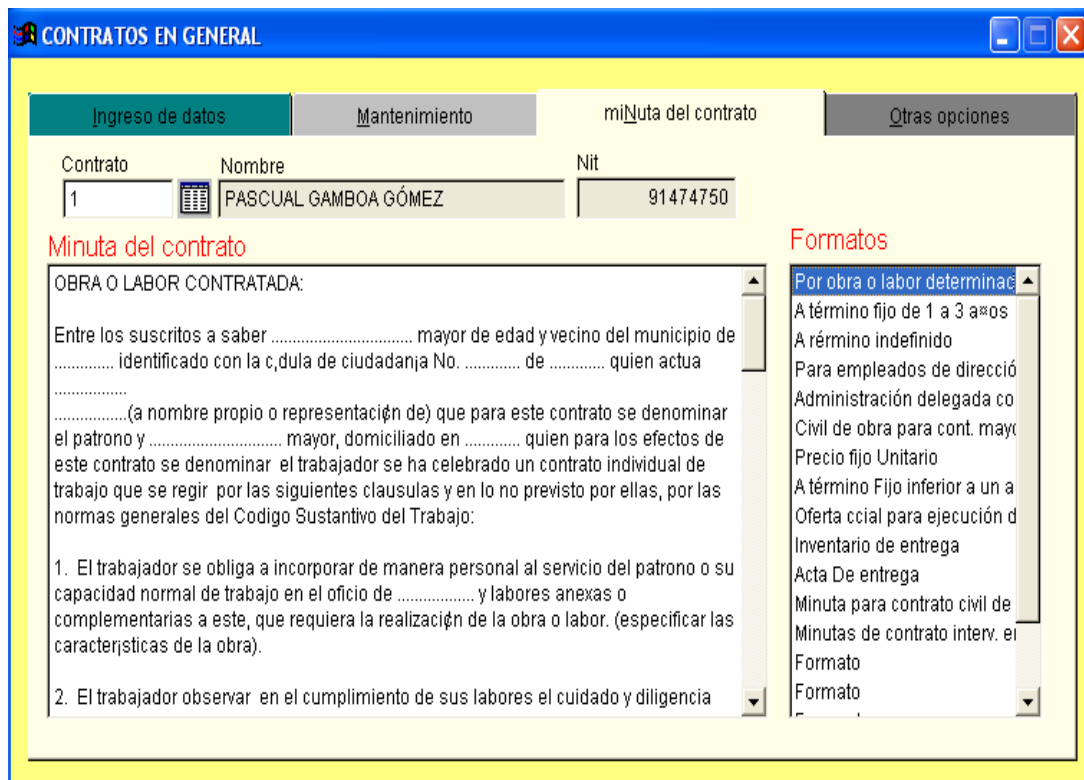 CONTRATOS EN GENERAL
Ingreso de datos
Mantenimiento
miNuta del contrato
Otras opciones
Contrato
Nombre
Nit
1
PASCUAL GAMBOA GÓMEZ
91474750
Minuta del contrato
OBRA O LABOR CONTRATADA:
Entre los suscritos a saber .................................. mayor de edad y vecino del municipio de
.............. identificado con la c‚dula de ciudadan¡a No. ............. de ............. quien actua
.................
.................(a nombre propio o representaci¢n de) que para este contrato se denominar
el patrono y ................................ mayor, domiciliado en ............. quien para los efectos de
este contrato se denominar  el trabajador se ha celebrado un contrato individual de
trabajo que se regir  por las siguientes clausulas y en lo no previsto por ellas, por las
normas generales del Codigo Sustantivo del Trabajo:
1.  El trabajador se obliga a incorporar de manera personal al servicio del patrono o su
capacidad normal de trabajo en el oficio de .................. y labores anexas o
complementarias a este, que requiera la realizaci¢n de la obra o labor. (especificar las
caracter¡sticas de la obra).
2.  El trabajador observar  en el cumplimiento de sus labores el cuidado y diligencia
Formatos
Por obra o labor determinac
A término fijo de 1 a 3 a¤os
A rérmino indefinido
Para empleados de direcció
Administración delegada co
Civil de obra para cont. mayo
Precio fijo Unitario
A término Fijo inferior a un a
Oferta ccial para ejecución d
Inventario de entrega
Acta De entrega
Minuta para contrato civil de
Minutas de contrato interv. en
Formato
Formato